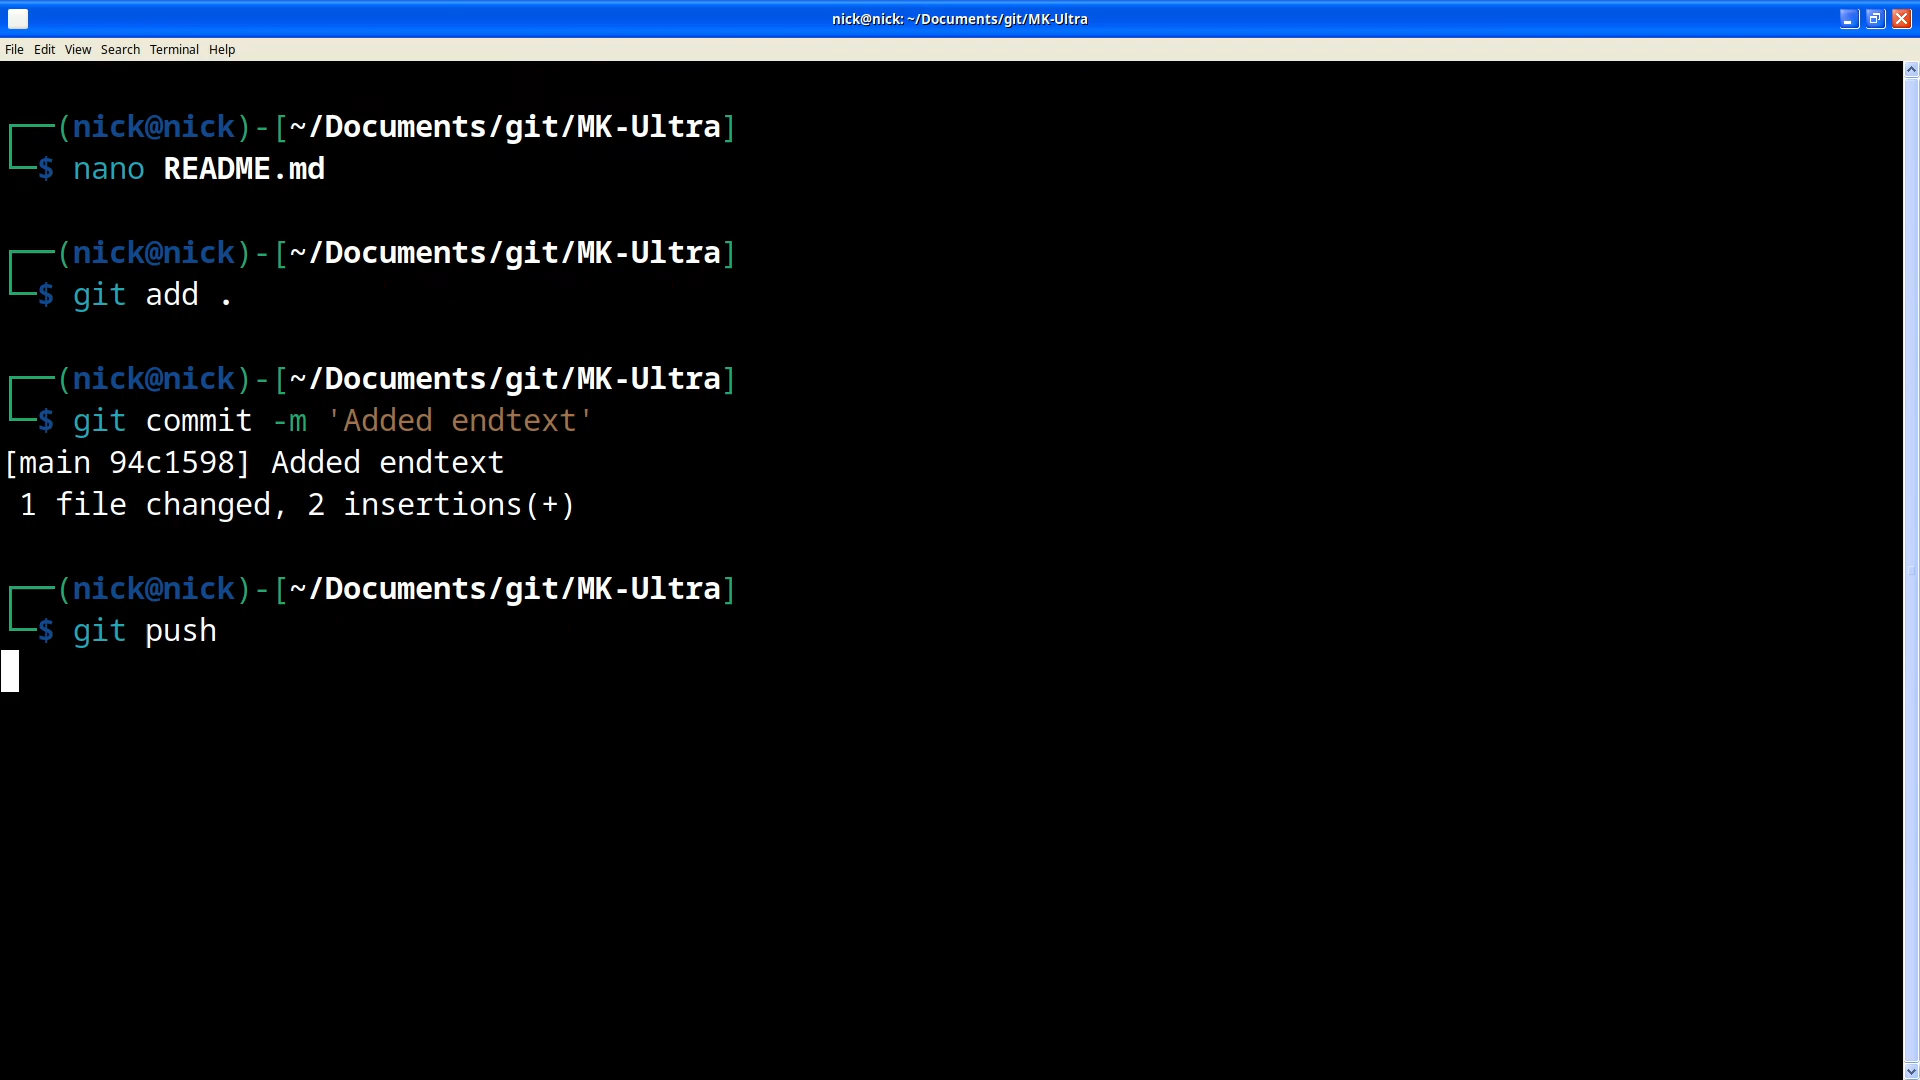 nick@nick: ~/Documents/git/MK-Ultra
File Edit View Search Terminal Help
┌──(nick@nick)-[~/Documents/git/MK-Ultra]
└─$ nano README.md
┌──(nick@nick)-[~/Documents/git/MK-Ultra]
└─$ git add .
┌──(nick@nick)-[~/Documents/git/MK-Ultra]
└─$ git commit -m 'Added endtext'
[main 94c1598] Added endtext
 1 file changed, 2 insertions(+)
┌──(nick@nick)-[~/Documents/git/MK-Ultra]
└─$ git push